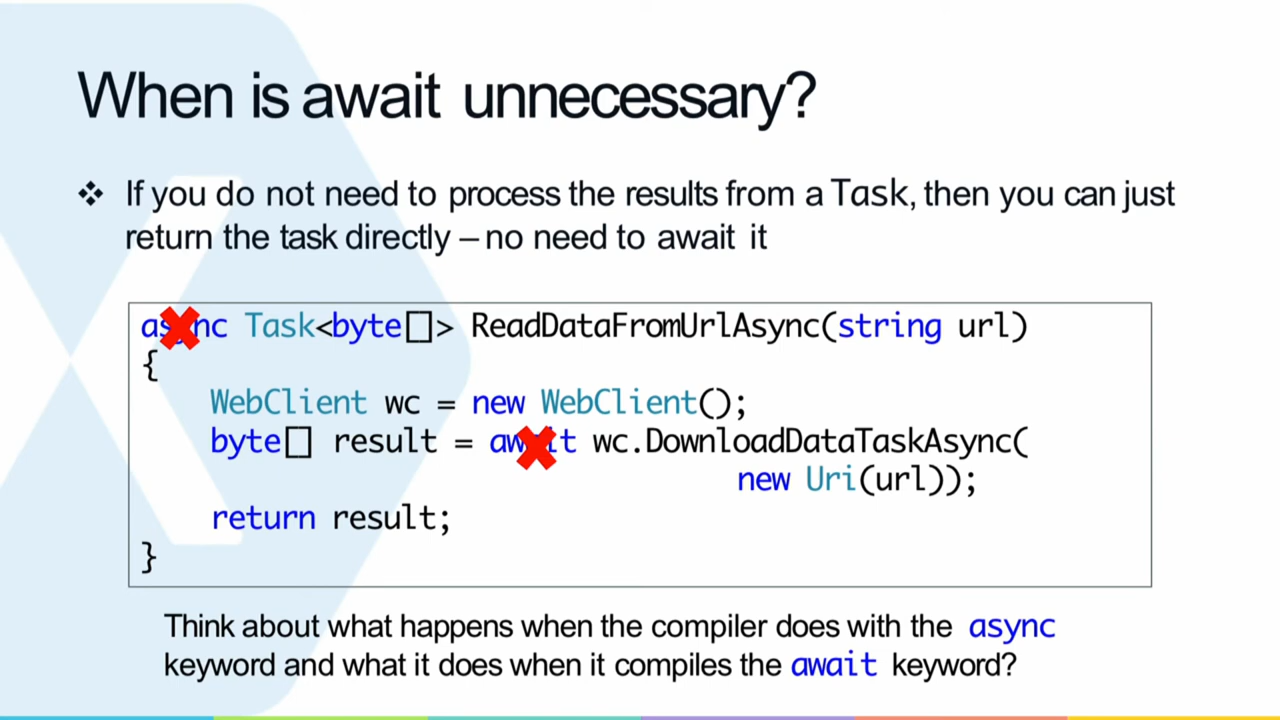 When is await unnecessary?
❖ If you do not need to process the results from a Task, then you can just
return the task directly – no need to await it
async Task<byte[]> ReadDataFromUrlAsync(string url)
{
WebClient wc = new WebClient();
byte[] result = await wc.DownloadDataTaskAsync(
new Uri(url));
return result;
}
Think about what happens when the compiler does with the async
keyword and what it does when it compiles the await keyword?